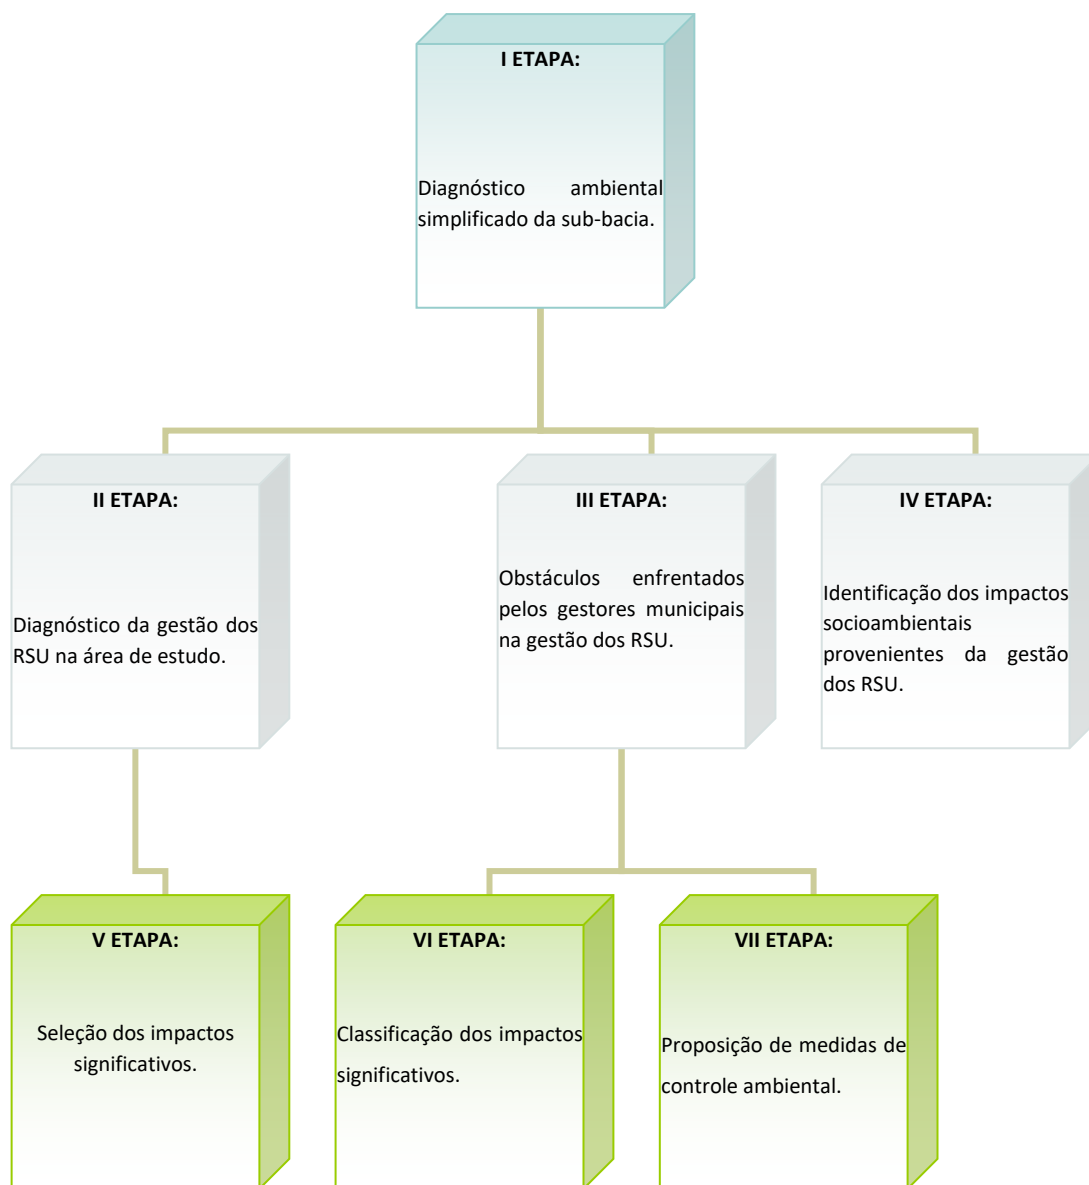 I ETAPA:
Diagnóstico ambiental
simplificado da sub-bacia.
II ETAPA:
Diagnóstico da gestão dos
RSU na área de estudo.
III ETAPA:
Obstáculos enfrentados
pelos gestores municipais
na gestão dos RSU.
IV ETAPA:
Identificação dos impactos
socioambientais
provenientes da gestão
dos RSU.
V ETAPA:
Seleção dos impactos
significativos.
VI ETAPA:
Classificação dos impactos
significativos.
VII ETAPA:
Proposição de medidas de
controle ambiental.